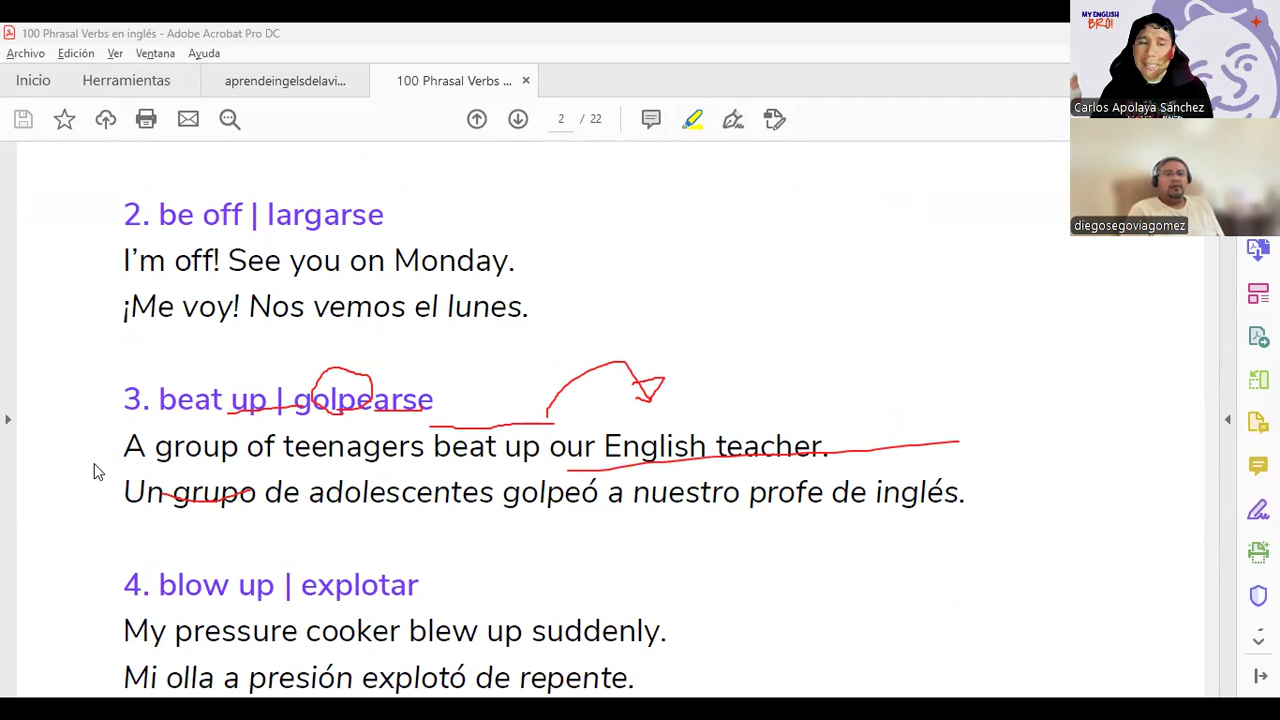 100 Phrasal Verbs en inglés - Adobe Acrobat Pro DC
Archivo Edición Ver Ventana Ayuda
Inicio Herramientas aprendeingelsdelavi... 100 Phrasal Verbs ... ×
2 / 22
MY ENGLISH
BRO!
Carlos Apolaya Sánchez
diegosegoviagomez
2. be off | largarse
I'm off! See you on Monday.
¡Me voy! Nos vemos el lunes.
3. beat up | golpearse
A group of teenagers beat up our English teacher.
Un grupo de adolescentes golpeó a nuestro profe de inglés.
4. blow up | explotar
My pressure cooker blew up suddenly.
Mi olla a presión explotó de repente.